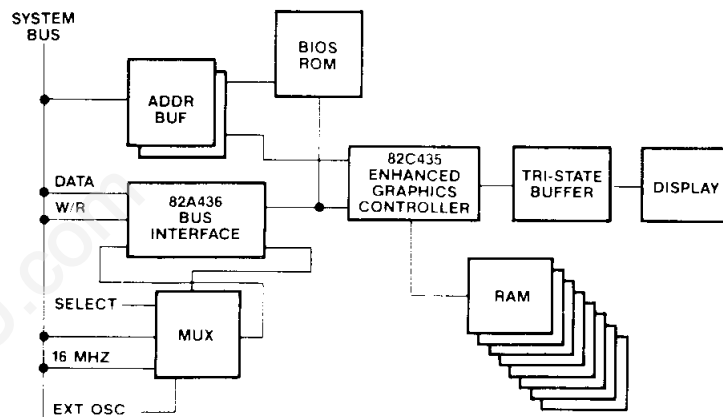 SYSTEM
BUS
BIOS
ROM
ADDR
BUF
82C435
ENHANCED
GRAPHICS
CONTROLLER
TRI-STATE
BUFFER
DISPLAY
DATA
W/R
82A436
BUS
INTERFACE
RAM
SELECT
MUX
16 MHZ
EXT OSC